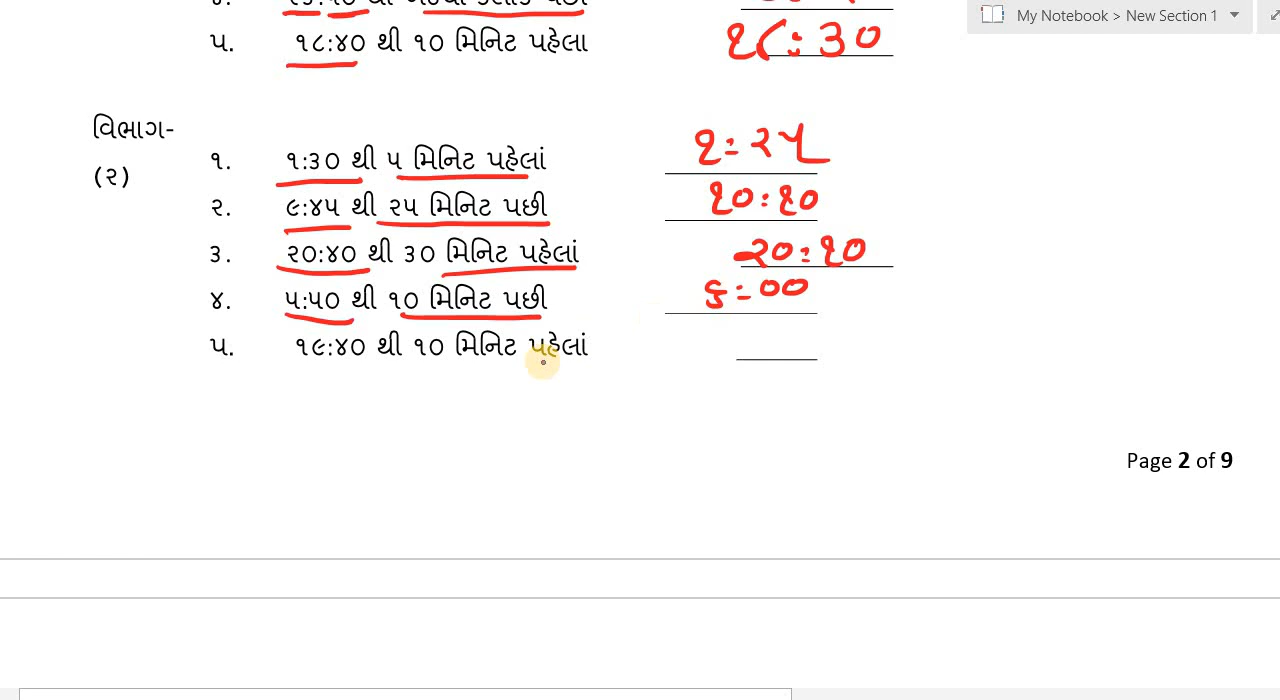 My Notebook > New Section 1
૫. ૧૮:૪૦ થી ૧૦ મિનિટ પહેલા ૧૮:૩૦
વિભાગ-
(૨)
૧. ૧:૩૦ થી ૫ મિનિટ પહેલાં ૧:૨૫
૨. ૯:૪૫ થી ૨૫ મિનિટ પછી ૧૦:૧૦
૩. ૨૦:૪૦ થી ૩૦ મિનિટ પહેલાં ૨૦:૧૦
૪. ૫:૫૦ થી ૧૦ મિનિટ પછી ૬:૦૦
૫. ૧૯:૪૦ થી ૧૦ મિનિટ પહેલાં
Page 2 of 9